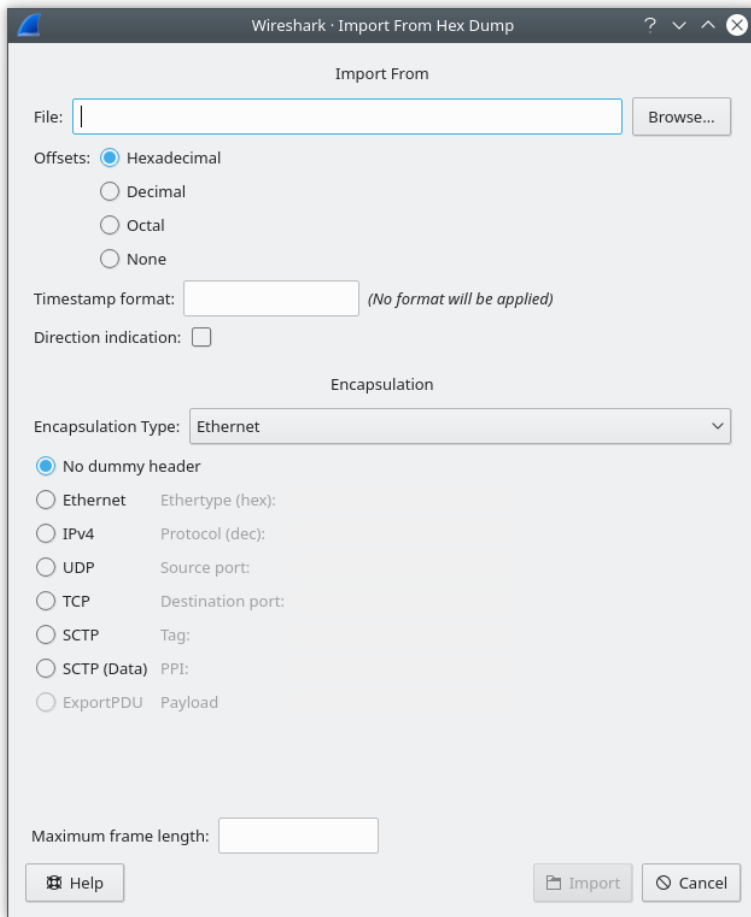 Wireshark · Import From Hex Dump
Import From
File: Browse...
Offsets: Hexadecimal
Decimal
Octal
None
Timestamp format: (No format will be applied)
Direction indication:
Encapsulation
Encapsulation Type: Ethernet
No dummy header
Ethernet Ethertype (hex):
IPv4 Protocol (dec):
UDP Source port:
TCP Destination port:
SCTP Tag:
SCTP (Data) PPI:
ExportPDU Payload
Maximum frame length:
Help Import Cancel